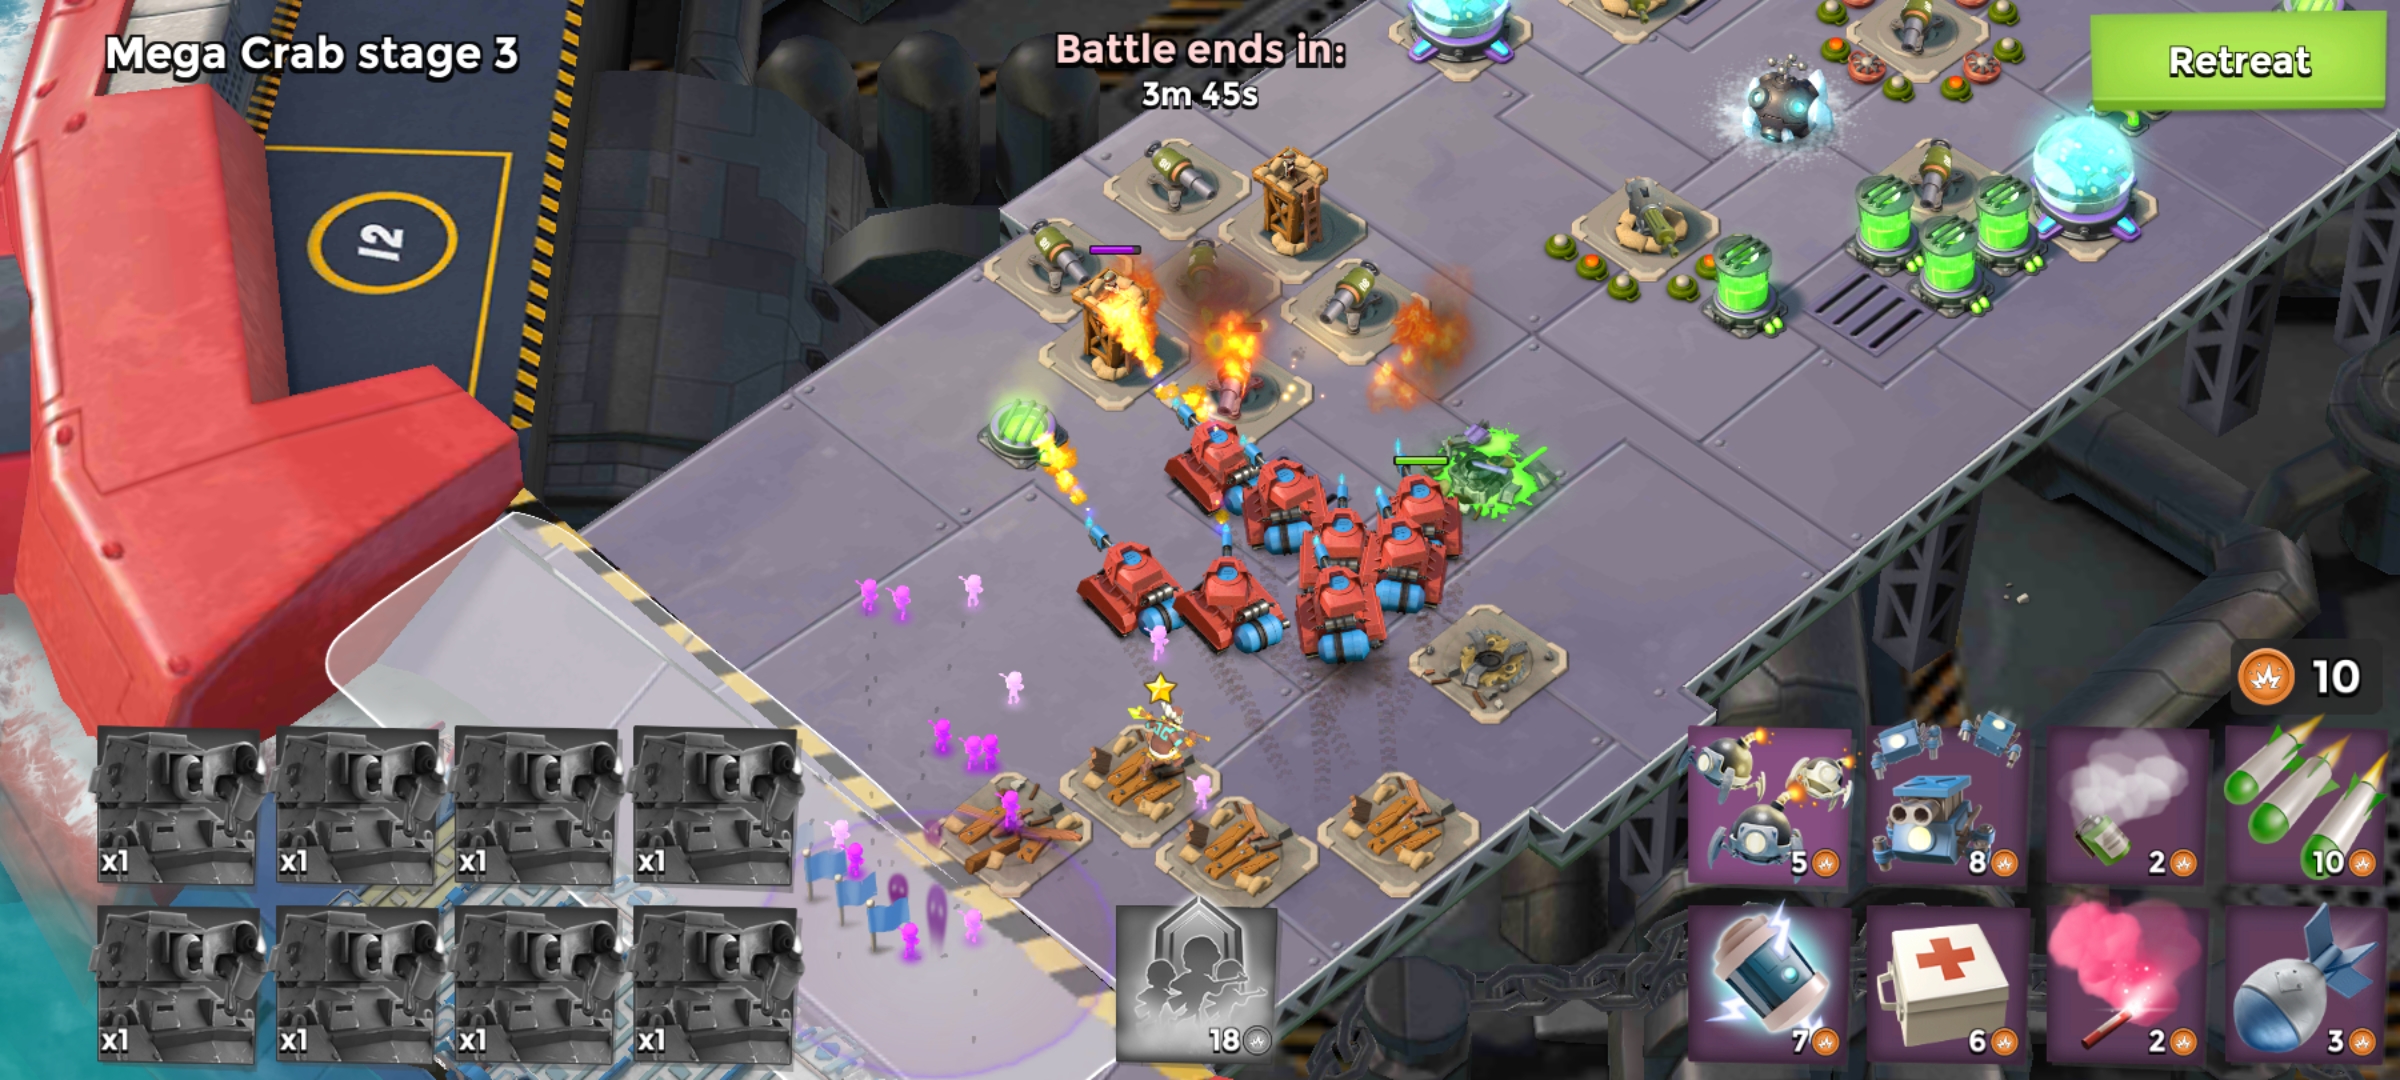 Mega Crab stage 3
Battle ends in:
3m 45s
Retreat
12
10
x1
x1
x1
x1
5
8
2
10
x1
x1
x1
x1
18
7
6
2
3